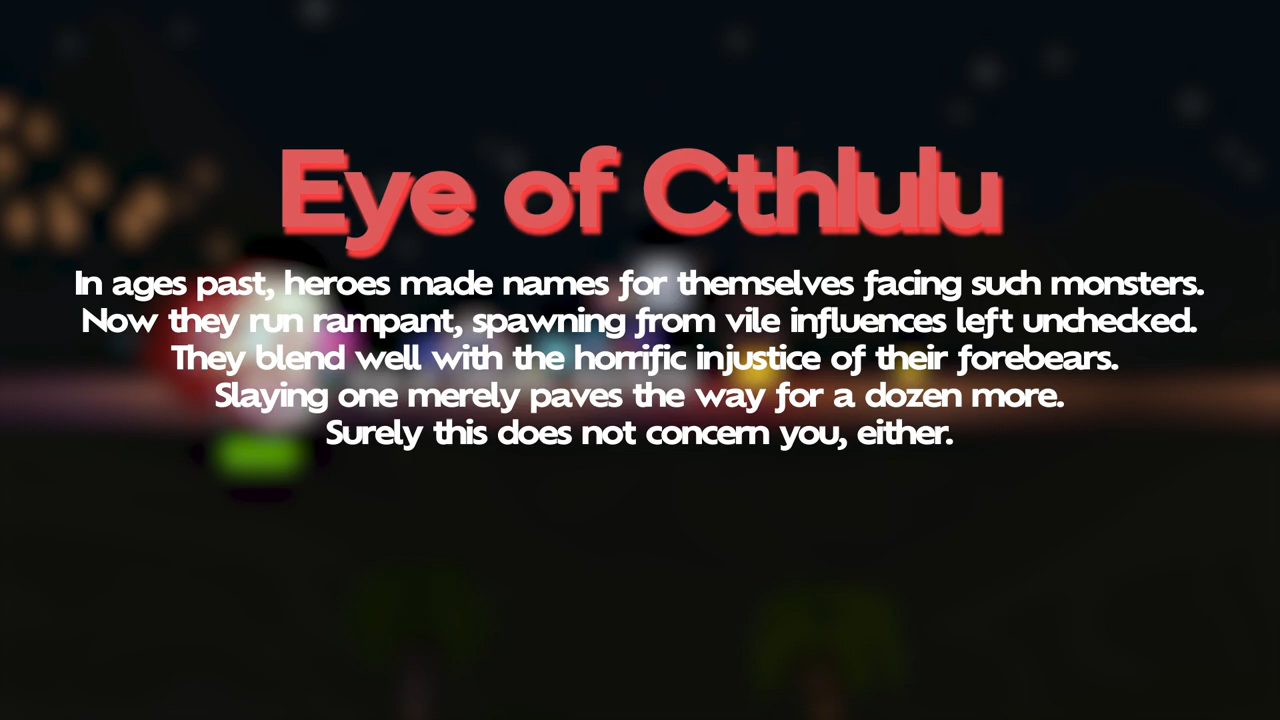 Eye of Cthlulu
In ages past, heroes made names for themselves facing such monsters.
Now they run rampant, spawning from vile influences left unchecked.
They blend well with the horrific injustice of their forebears.
Slaying one merely paves the way for a dozen more.
Surely this does not concern you, either.